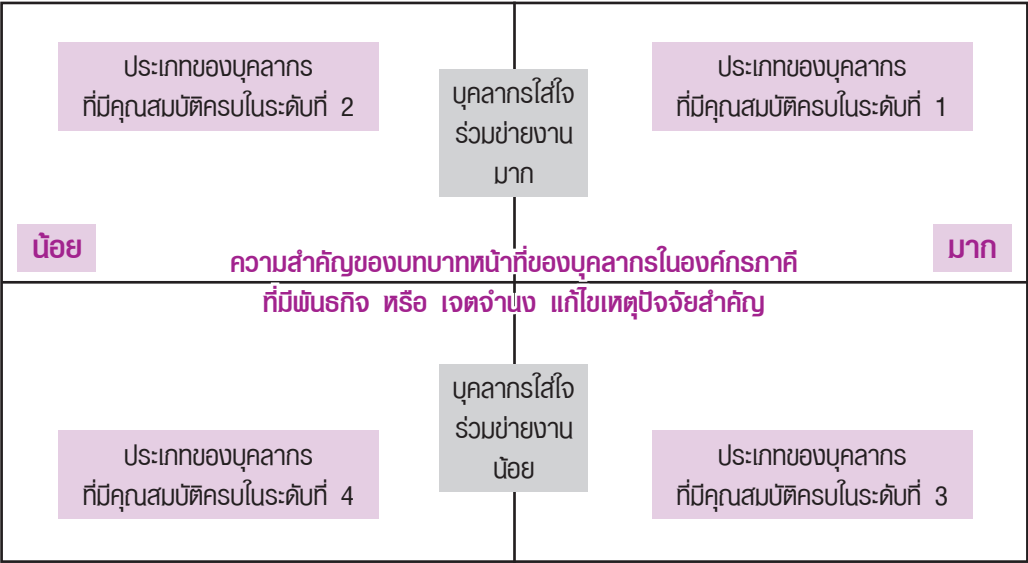 ประเภทของบุคลากร
ที่มีคุณสมบัติครบในระดับที่ 2
บุคลากรใส่ใจ
ร่วมข่ายงาน
มาก
ประเภทของบุคลากร
ที่มีคุณสมบัติครบในระดับที่ 1
น้อย
มาก
ความสำคัญของบทบาทหน้าที่ของบุคลากรในองค์กรภาคี
ที่มีพันธกิจ หรือ เจตจำนง แก้ไขเหตุปัจจัยสำคัญ
บุคลากรใส่ใจ
ร่วมข่ายงาน
น้อย
ประเภทของบุคลากร
ที่มีคุณสมบัติครบในระดับที่ 4
ประเภทของบุคลากร
ที่มีคุณสมบัติครบในระดับที่ 3